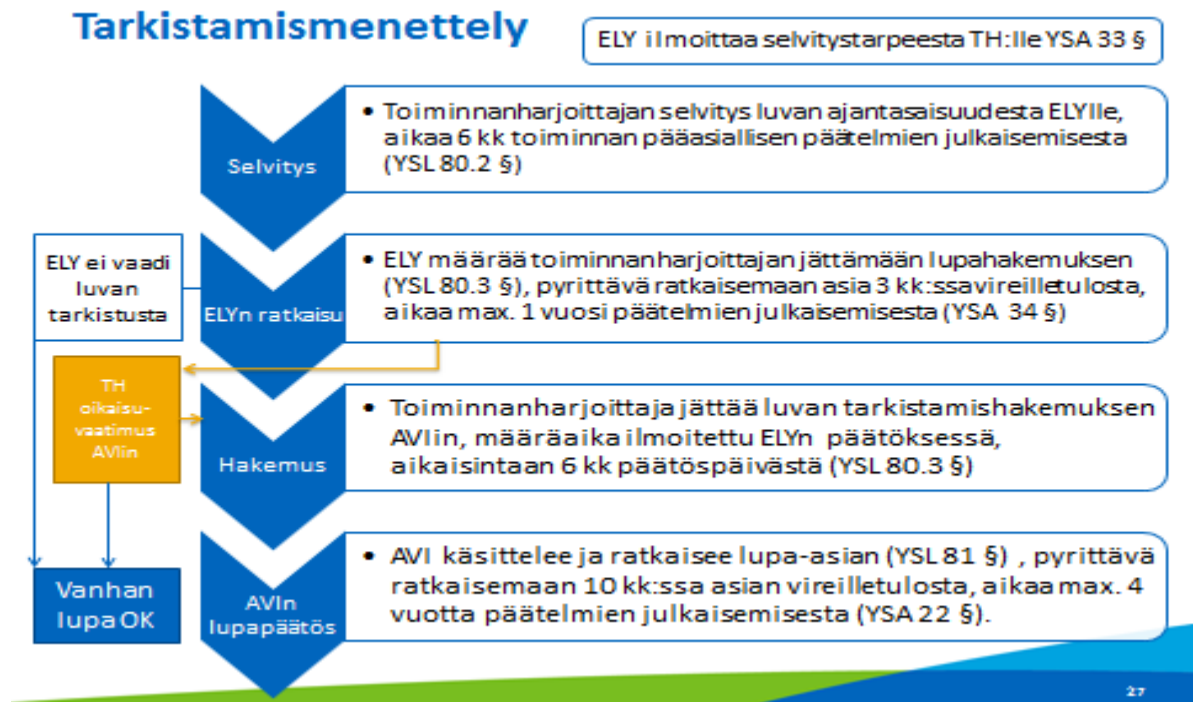 Tarkistamismenettely
ELY ilmoittaa selvitystarpeesta TH:lle YSA 33 §
Selvitys
• Toiminnanharjoittajan selvitys luvan ajantasaisuudesta ELYlle,
aikaa 6 kk toiminnan pääasiallisen päätelmien julkaisemisesta
(YSL 80.2 §)
ELY ei vaadi
luvan
tarkistusta
ELYn ratkaisu
• ELY määrää toiminnanharjoittajan jättämään lupahakemuksen
(YSL 80.3 §), pyrittävä ratkaisemaan asia 3 kk:ssa vireilletulosta,
aikaa max. 1 vuosi päätelmien julkaisemisesta (YSA 34 §)
TH
oikaisu-
vaatimus
AVIin
Hakemus
• Toiminnanharjoittaja jättää luvan tarkistamishakemuksen
AVIin, määräaika ilmoitettu ELYn päätöksessä,
aikaisintaan 6 kk päätöspäivästä (YSL 80.3 §)
Vanhan
lupa OK
AVIn
lupapäätös
• AVI käsittelee ja ratkaisee lupa-asian (YSL 81 §) , pyrittävä
ratkaisemaan 10 kk:ssa asian vireilletulosta, aikaa max. 4
vuotta päätelmien julkaisemisesta (YSA 22 §).
27